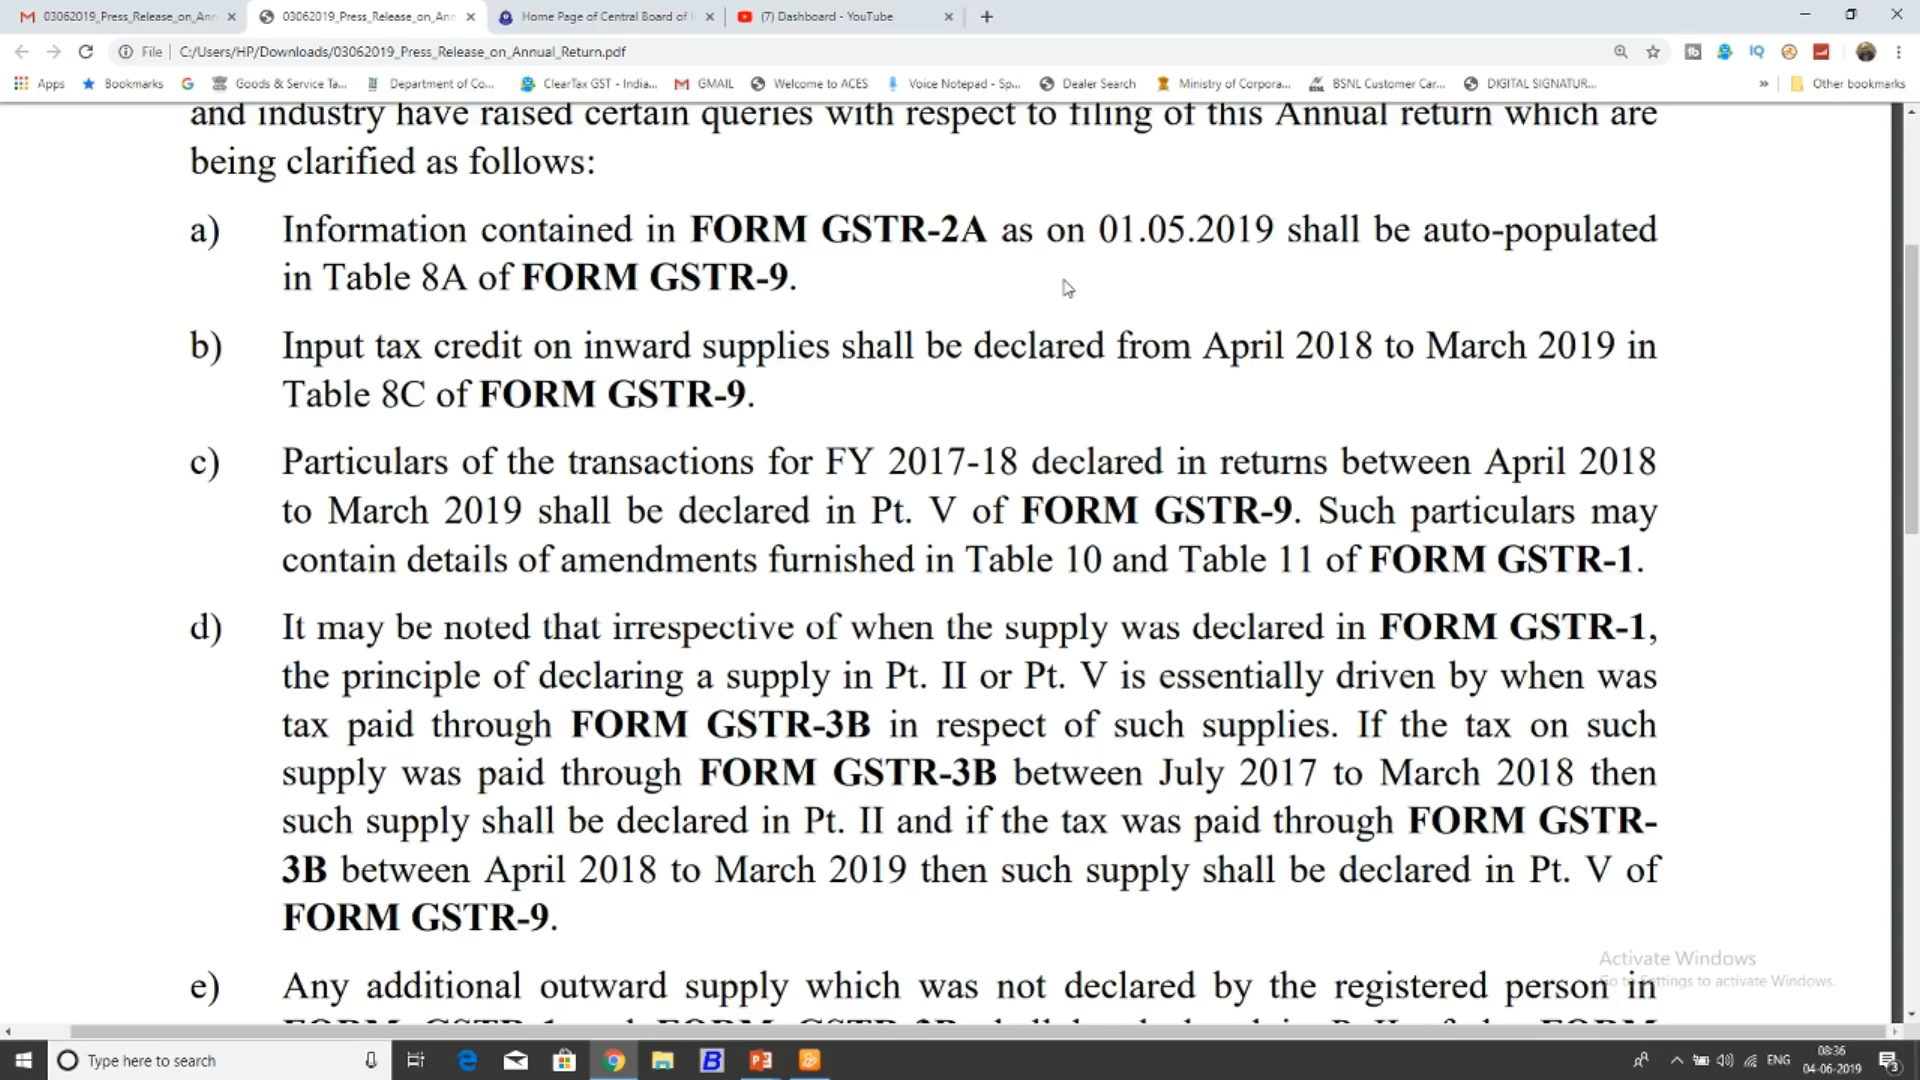 03062019_Press_Release_on_Ann
03062019_Press_Release_on_Ann
Home Page of Central Board of I
(7) Dashboard - YouTube
File
C:/Users/HP/Downloads/03062019_Press_Release_on_Annual_Return.pdf
Apps
Bookmarks
Goods & Service Ta...
Department of Co...
ClearTax GST - India...
GMAIL
Welcome to ACES
Voice Notepad - Sp...
Dealer Search
Ministry of Corpora...
BSNL Customer Car...
DIGITAL SIGNATUR...
Other bookmarks
and industry have raised certain queries with respect to filing of this Annual return which are
being clarified as follows:
a) Information contained in FORM GSTR-2A as on 01.05.2019 shall be auto-populated
in Table 8A of FORM GSTR-9.
b) Input tax credit on inward supplies shall be declared from April 2018 to March 2019 in
Table 8C of FORM GSTR-9.
c) Particulars of the transactions for FY 2017-18 declared in returns between April 2018
to March 2019 shall be declared in Pt. V of FORM GSTR-9. Such particulars may
contain details of amendments furnished in Table 10 and Table 11 of FORM GSTR-1.
d) It may be noted that irrespective of when the supply was declared in FORM GSTR-1,
the principle of declaring a supply in Pt. II or Pt. V is essentially driven by when was
tax paid through FORM GSTR-3B in respect of such supplies. If the tax on such
supply was paid through FORM GSTR-3B between July 2017 to March 2018 then
such supply shall be declared in Pt. II and if the tax was paid through FORM GSTR-
3B between April 2018 to March 2019 then such supply shall be declared in Pt. V of
FORM GSTR-9.
Activate Windows
Go to Settings to activate Windows.
e) Any additional outward supply which was not declared by the registered person in
Type here to search
ENG
08:36
04-06-2019